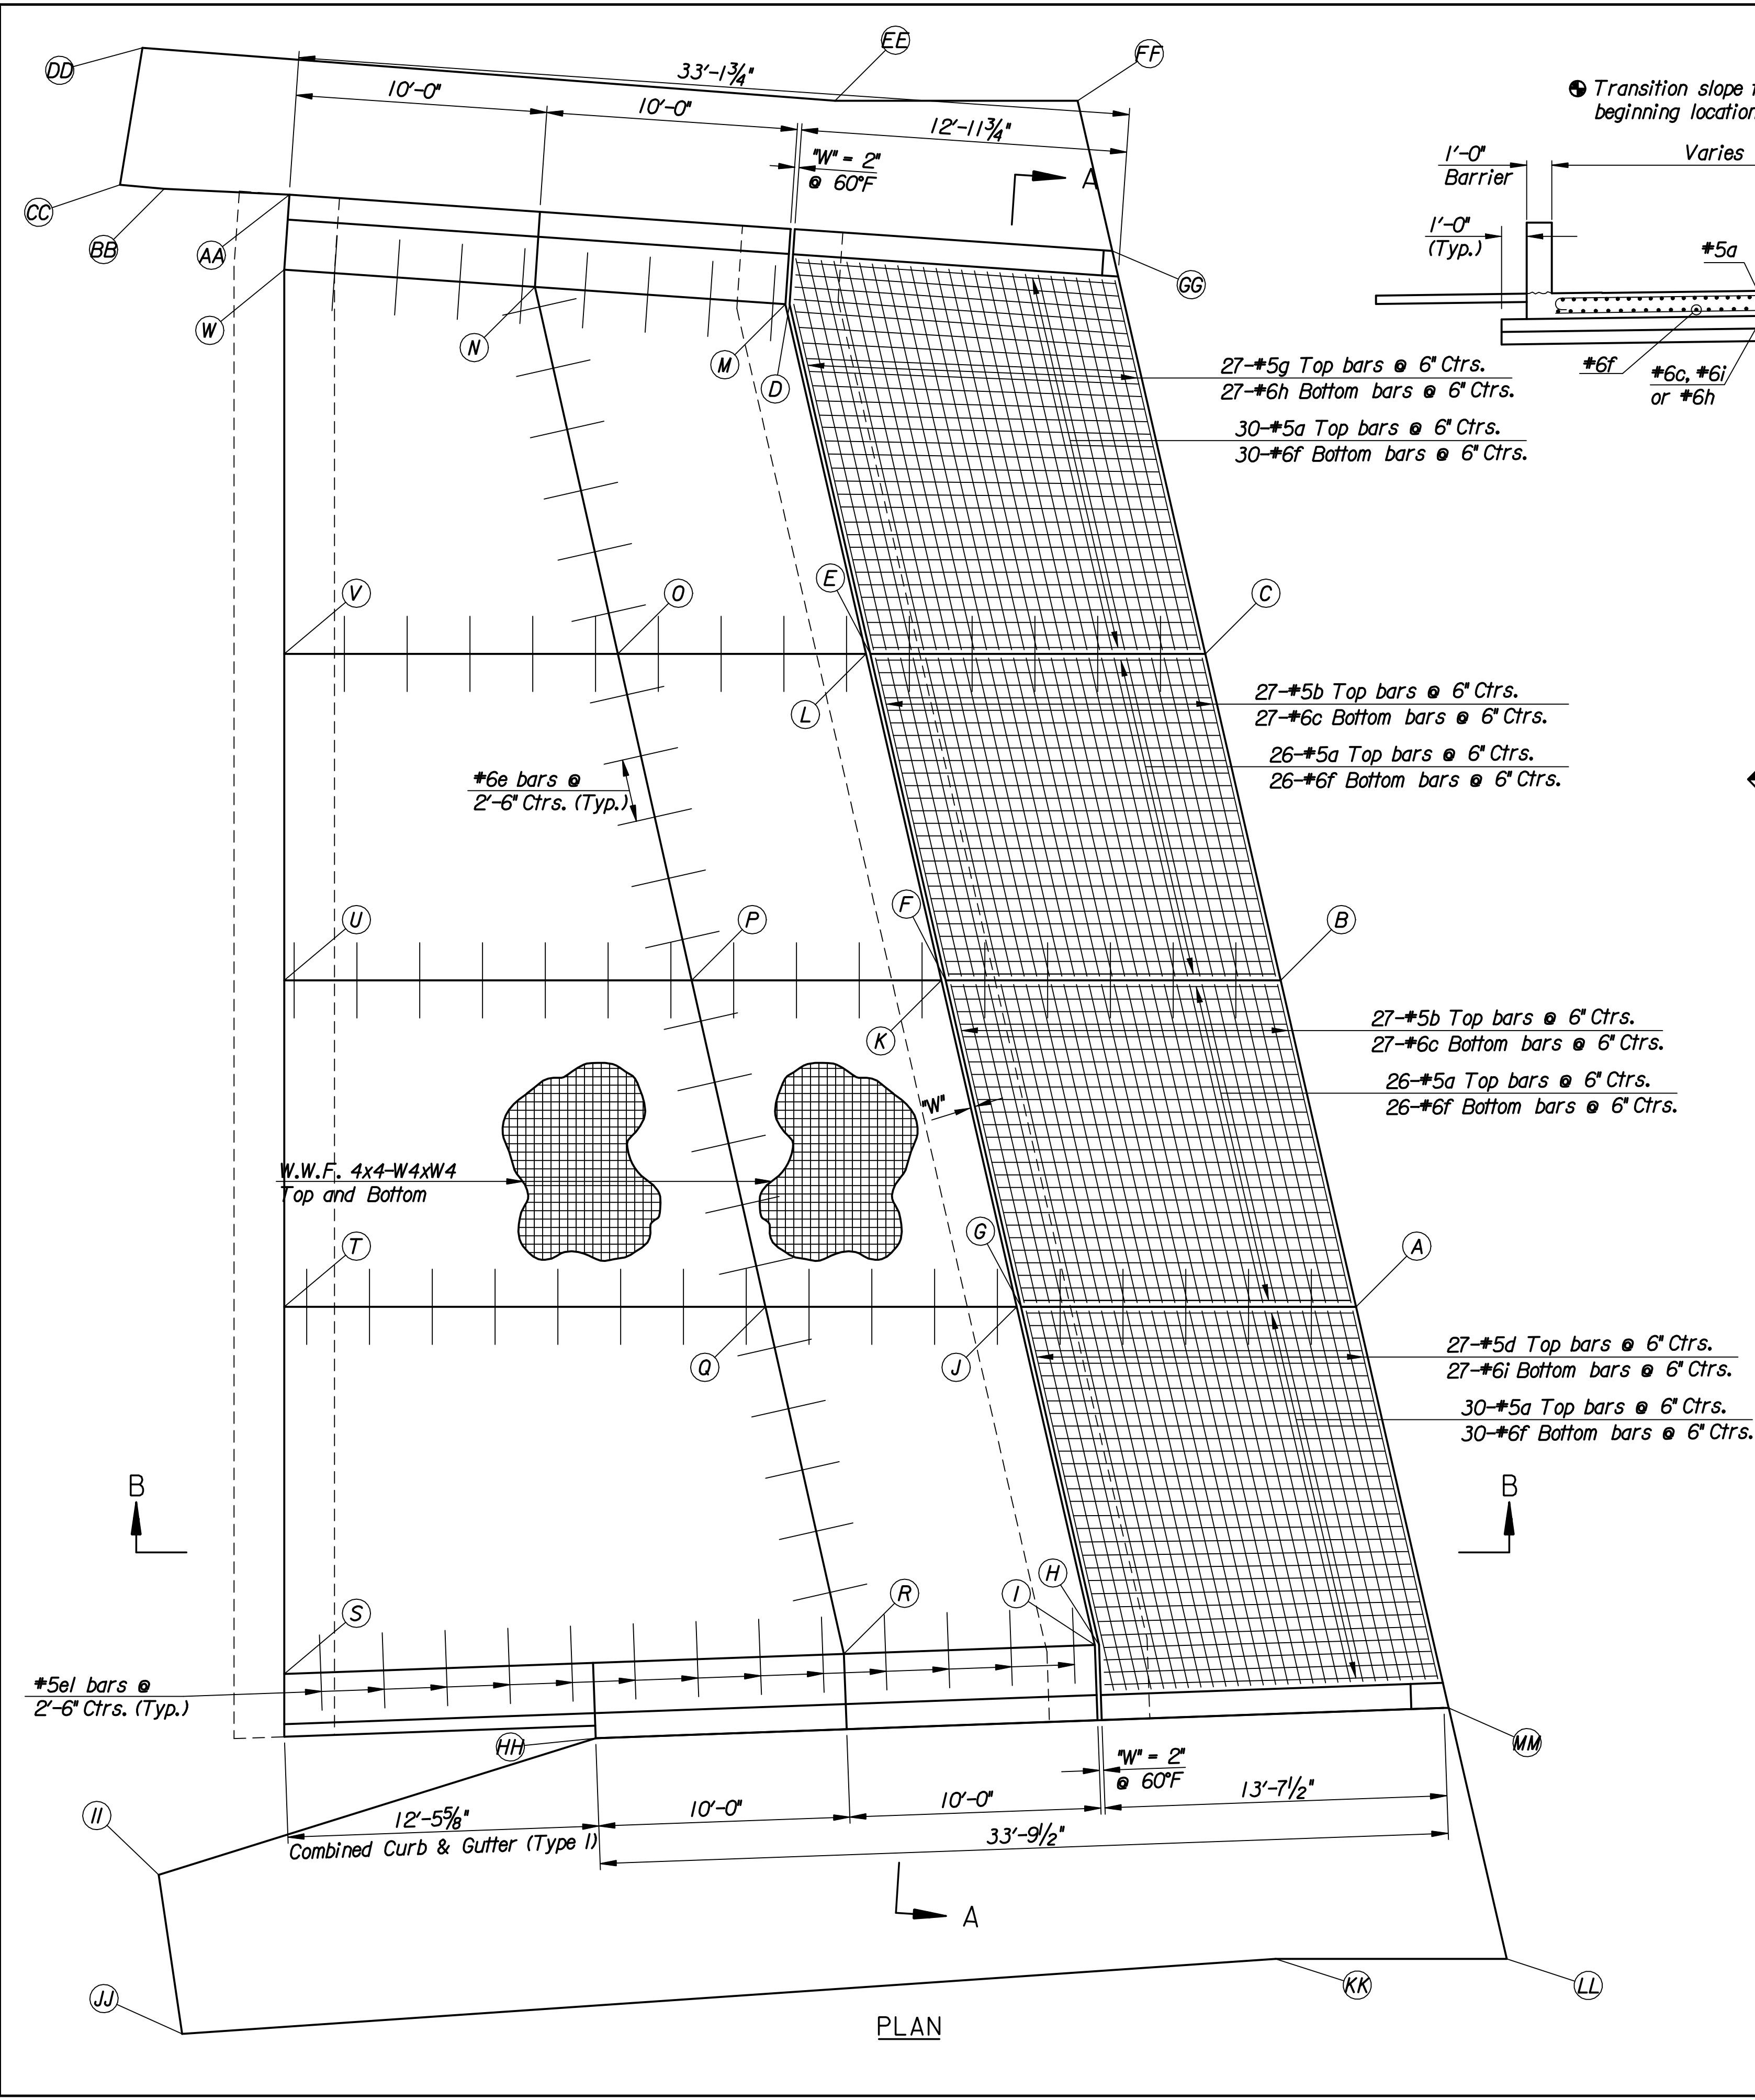 DD
EE
FF
33'-1¾"
10'-0"
10'-0"
12'-11¾"
"W" = 2"
@ 60°F
A
CC
BB
AA
GG
W
N
M
D
Transition slope
beginning location
1'-0"
Barrier
Varies
1'-0"
(Typ.)
#5a
#6f
#6c, #6i
or #6h
27-#5g Top bars @ 6" Ctrs.
27-#6h Bottom bars @ 6" Ctrs.
30-#5a Top bars @ 6" Ctrs.
30-#6f Bottom bars @ 6" Ctrs.
V
O
E
C
L
27-#5b Top bars @ 6" Ctrs.
27-#6c Bottom bars @ 6" Ctrs.
26-#5a Top bars @ 6" Ctrs.
26-#6f Bottom bars @ 6" Ctrs.
#6e bars @
2'-6" Ctrs. (Typ.)
U
P
F
B
K
27-#5b Top bars @ 6" Ctrs.
27-#6c Bottom bars @ 6" Ctrs.
26-#5a Top bars @ 6" Ctrs.
26-#6f Bottom bars @ 6" Ctrs.
"W"
W.W.F. 4x4-W4xW4
Top and Bottom
T
G
A
Q
J
27-#5d Top bars @ 6" Ctrs.
27-#6i Bottom bars @ 6" Ctrs.
30-#5a Top bars @ 6" Ctrs.
30-#6f Bottom bars @ 6" Ctrs.
B
B
S
R
I
H
#5e1 bars @
2'-6" Ctrs. (Typ.)
HH
MM
"W" = 2"
@ 60°F
II
12'-5⅝"
10'-0"
10'-0"
13'-7½"
Combined Curb & Gutter (Type I)
33'-9½"
A
JJ
KK
LL
PLAN